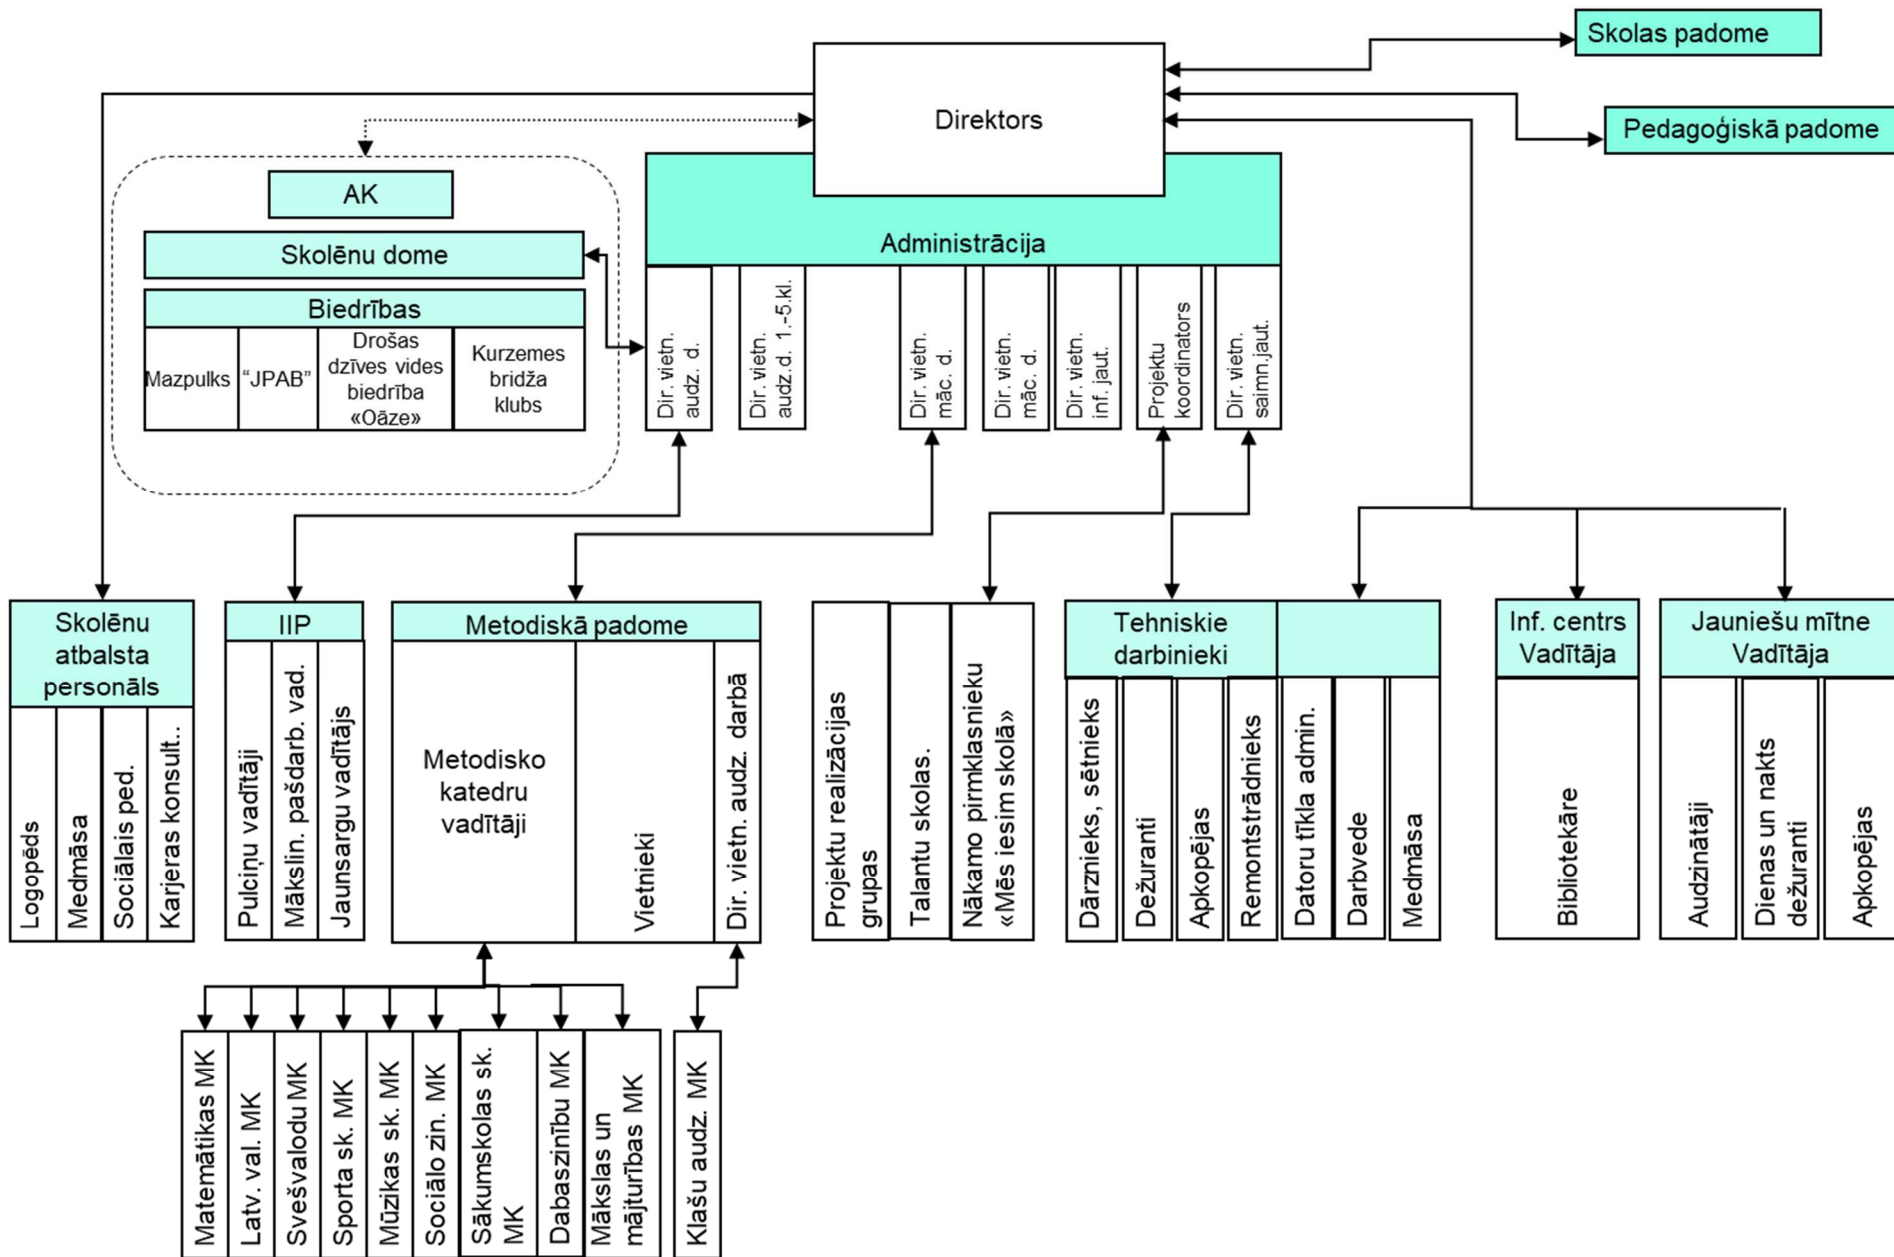 Skolas padome
Direktors
Pedagoģiskā padome
AK
Skolēnu dome
Biedrības
Mazpulks
“JPAB”
Drošas
dzīves vides
biedrība
«Oāze»
Kurzemes
bridža
klubs
Administrācija
Dir. vietn.
audz. d.
Dir. vietn.
audz.d. 1.-5.kl.
Dir. vietn.
māc. d.
Dir. vietn.
māc. d.
Dir. vietn.
inf. jaut.
Projektu
koordinators
Dir. vietn.
saimn.jaut.
Skolēnu
atbalsta
personāls
Logopēds
Medmāsa
Sociālais ped.
Karjeras konsult..
IIP
Pulciņu vadītāji
Mākslin. pašdarb. vad.
Jaunsargu vadītājs
Metodiskā padome
Metodisko
katedru
vadītāji
Vietnieki
Dir. vietn. audz. darbā
Projektu realizācijas
grupas
Talantu skolas.
Nākamo pirmklasnieku
«Mēs iesim skolā»
Tehniskie
darbinieki
Dārznieks, sētnieks
Dežuranti
Apkopējas
Remontstrādnieks
Datoru tīkla admin.
Darbvede
Medmāsa
Inf. centrs
Vadītāja
Bibliotekāre
Jauniešu mītne
Vadītāja
Audzinātāji
Dienas un nakts
dežuranti
Apkopējas
Matemātikas MK
Latv. val. MK
Svešvalodu MK
Sporta sk. MK
Mūzikas sk. MK
Sociālo zin. MK
Sākumskolas sk.
MK
Dabaszinību MK
Mākslas un
mājturības MK
Klašu audz. MK